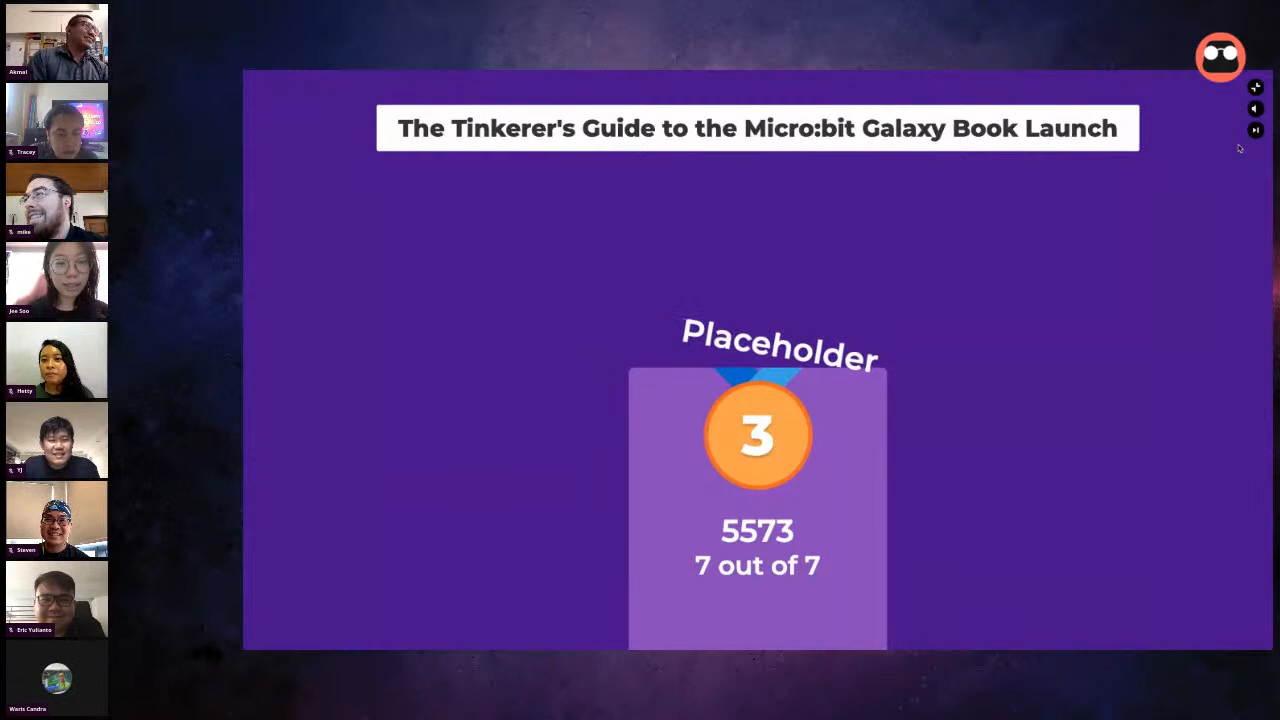 Akmal
Tracey
mike
Jee Soo
Hetty
YJ
Steven
Eric Yulianto
Waris Candra
The Tinkerer's Guide to the Micro:bit Galaxy Book Launch
Placeholder
3
5573
7 out of 7